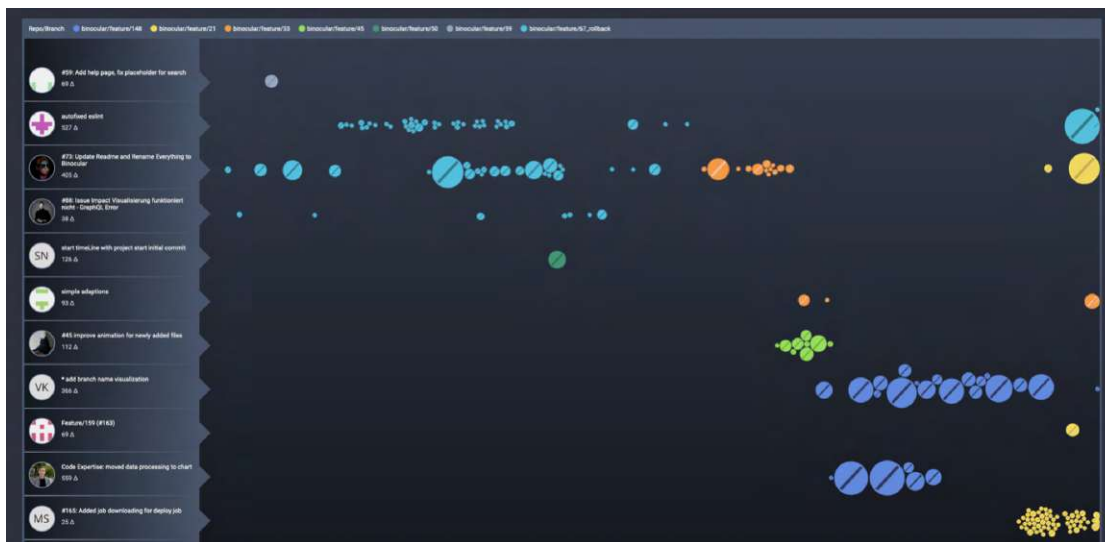 Repo/Branch binocular/feature/148 binocular/feature/21 binocular/feature/33 binocular/feature/45 binocular/feature/50 binocular/feature/39 binocular/feature/67_rollback
#59: Add help page, fix placeholder for search
69 Δ
autofixed eslint
527 Δ
#73: Update Readme and Rename Everything to
Binocular
405 Δ
#88: Issue Impact Visualisierung funktioniert
nicht - GraphQL Error
38 Δ
SN
start timeLine with project start initial commit
126 Δ
simple adaptions
93 Δ
#45 improve animation for newly added files
112 Δ
VK
* add branch name visualization
366 Δ
Feature/159 (#163)
69 Δ
Code Expertise: moved data processing to chart
559 Δ
MS
#165: Added job downloading for deploy job
25 Δ